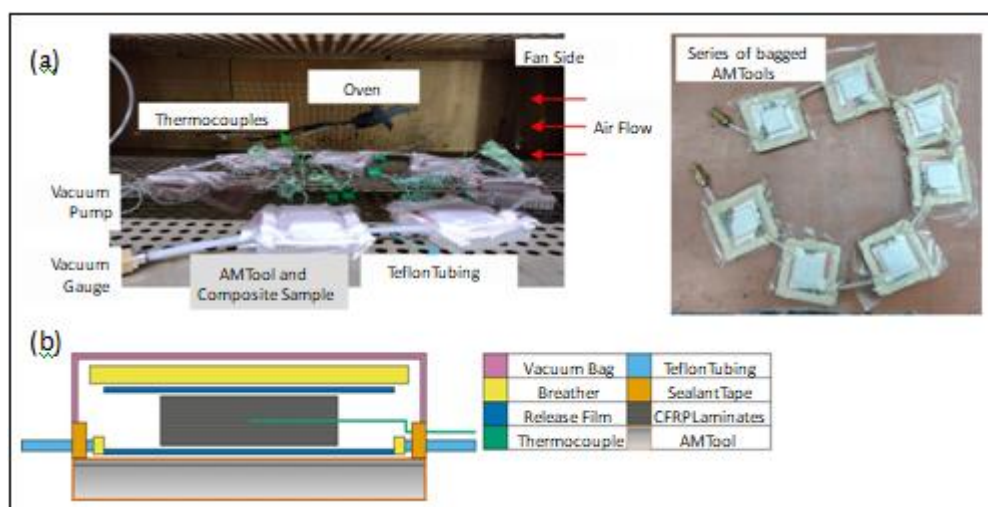 (a)
Fan Side
Oven
Thermocouples
Air Flow
Vacuum
Pump
Vacuum
Gauge
AMTool and
Composite Sample
TeflonTubing
Series of bagged
AMTools
(b)
Vacuum Bag
TeflonTubing
Breather
SealantTape
Release Film
CFRPLaminates
Thermocouple
AMTool